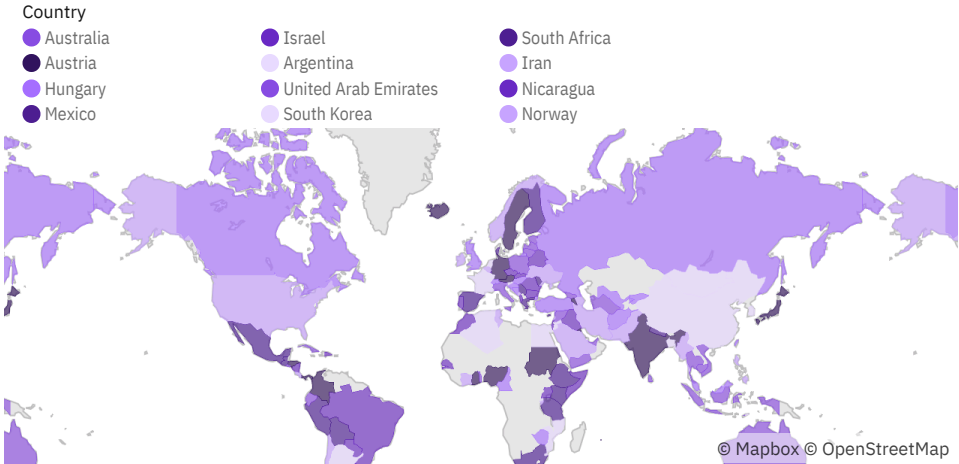 Country
Australia
Austria
Hungary
Mexico
Israel
Argentina
United Arab Emirates
South Korea
South Africa
Iran
Nicaragua
Norway
© Mapbox © OpenStreetMap